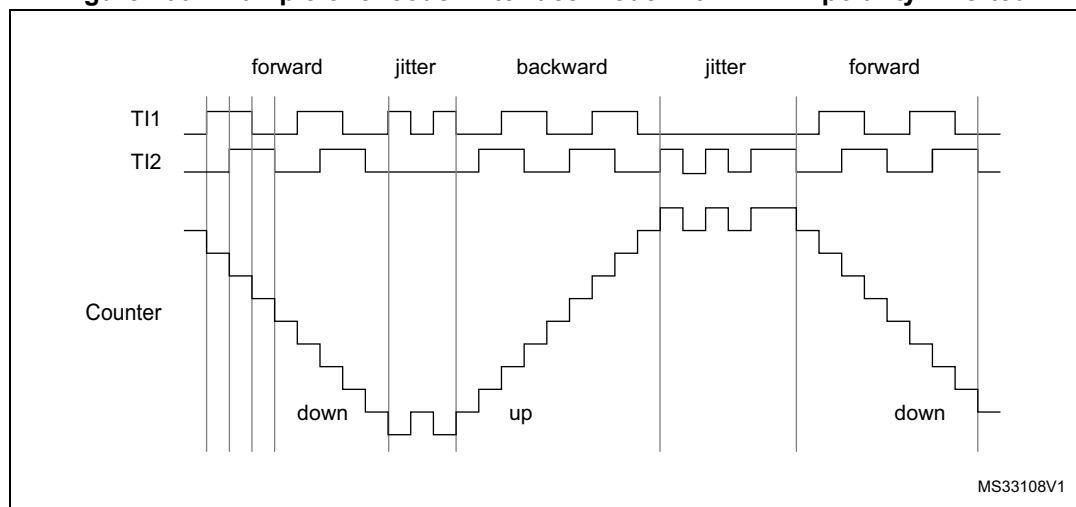 forward jitter backward jitter forward
TI1
TI2
Counter
down up down
MS33108V1